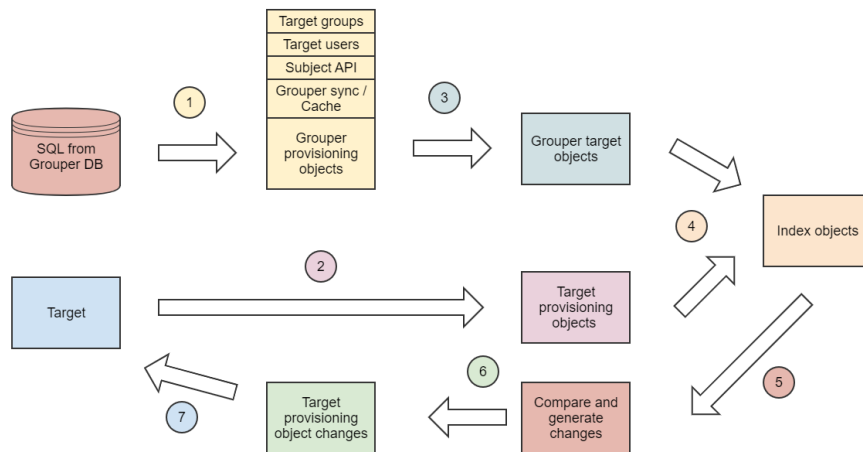 Target groups
Target users
Subject API
Grouper sync /
Cache
Grouper
provisioning
objects
1
3
SQL from
Grouper DB
Grouper target
objects
4
Index objects
2
Target
Target
provisioning
objects
5
6
7
Target
provisioning
object changes
Compare and
generate
changes